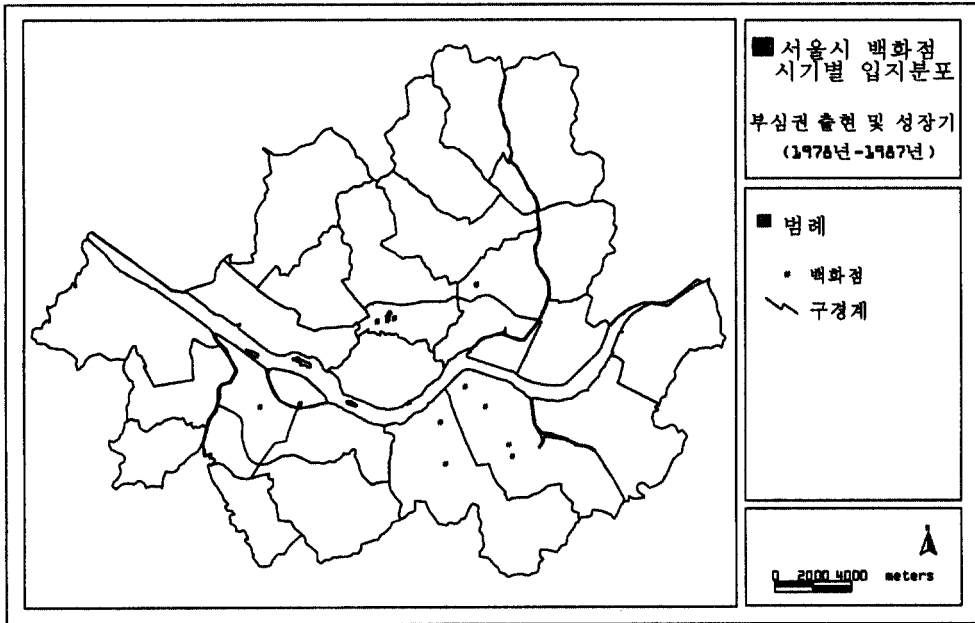 서울시 백화점
시기별 입지분포
부심권 출현 및 성장기
(1978년-1987년)
범례
백화점
구경계
0 2000 4000 meters